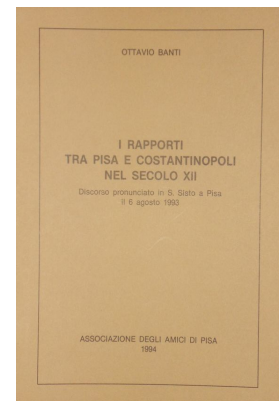 OTTAVIO BANTI
I RAPPORTI
TRA PISA E COSTANTINOPOLI
NEL SECOLO XII
Discorso pronunciato in S. Sisto a Pisa
il 6 agosto 1993
ASSOCIAZIONE DEGLI AMICI DI PISA
1994